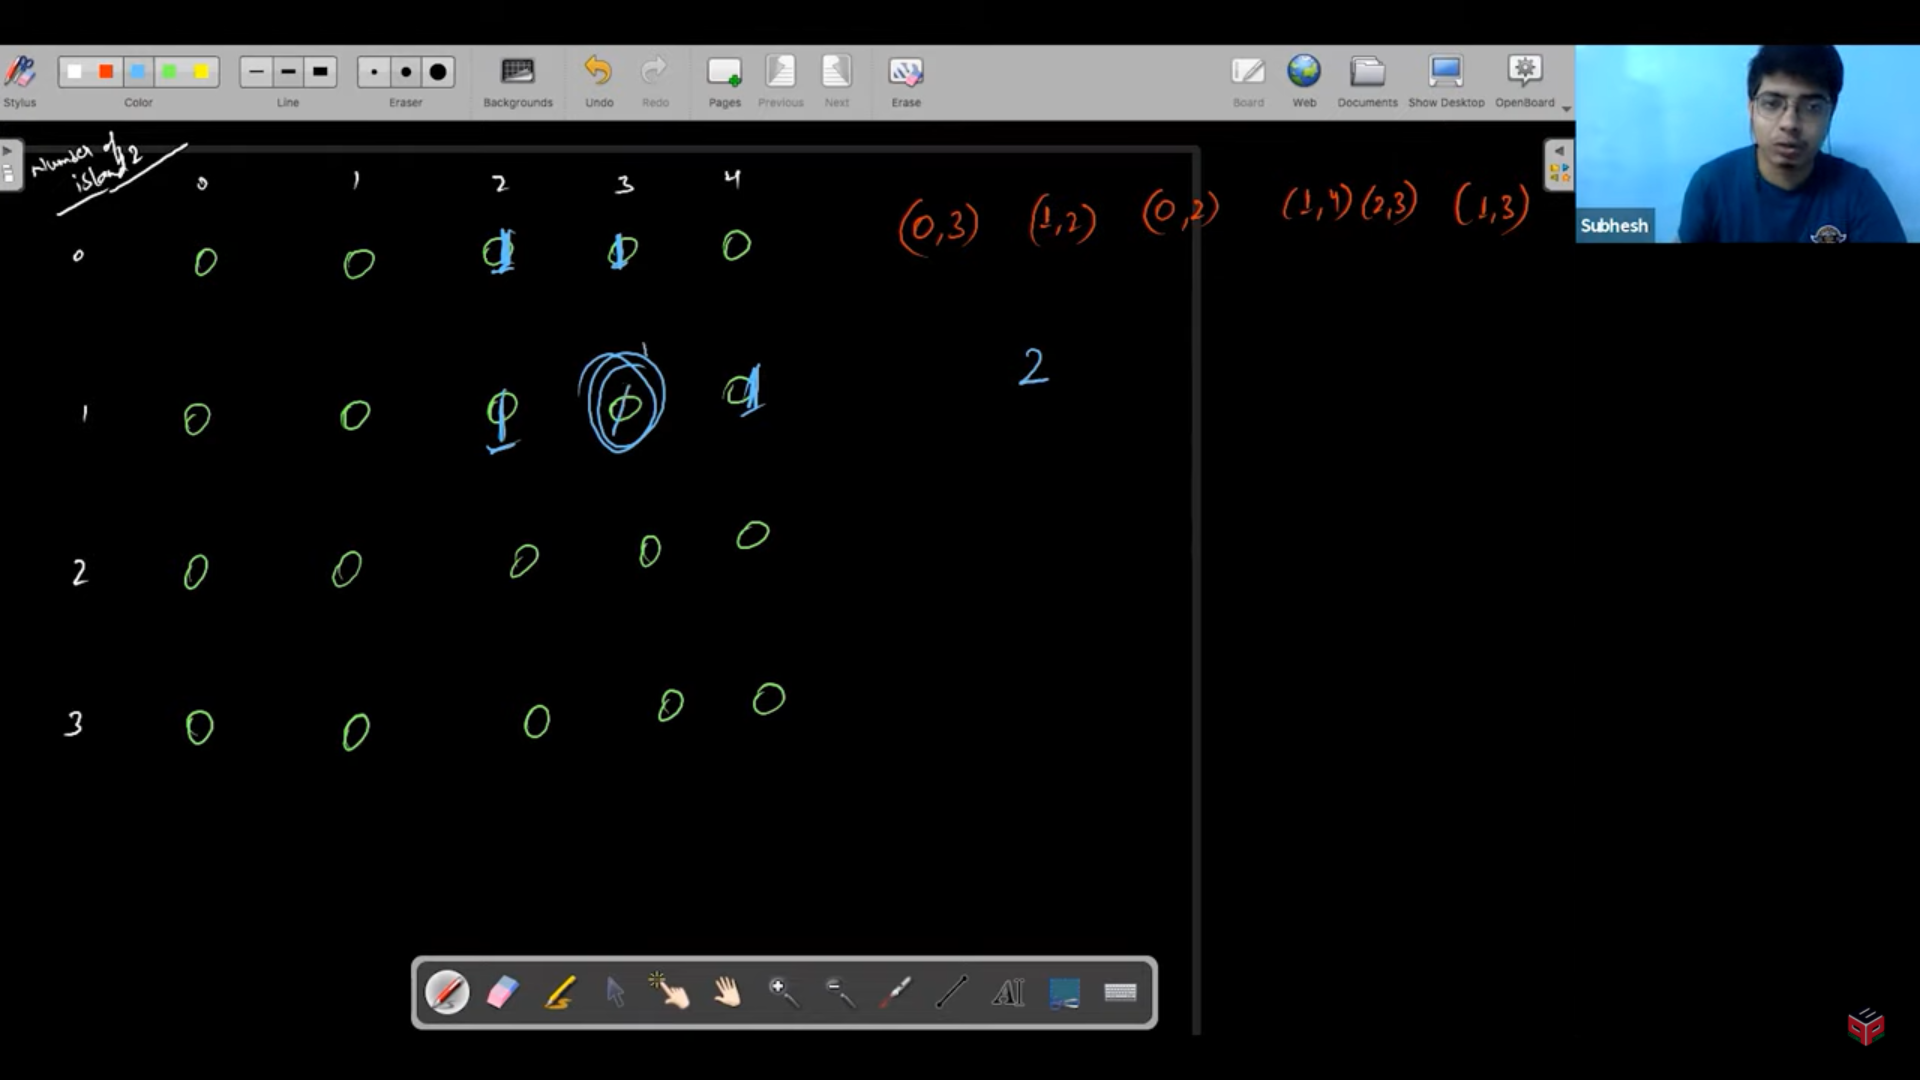 Stylus Color Line Eraser Backgrounds Undo Redo Pages Previous Next Erase Board Web Documents Show Desktop OpenBoard
Subhesh
Number of
island 2
0 1 2 3 4
(0,3) (1,2) (0,2) (1,4) (2,3) (1,3)
0 0 0 1 1 0
1 0 0 1 1 1
2
2 0 0 0 0 0
3 0 0 0 0 0
AI